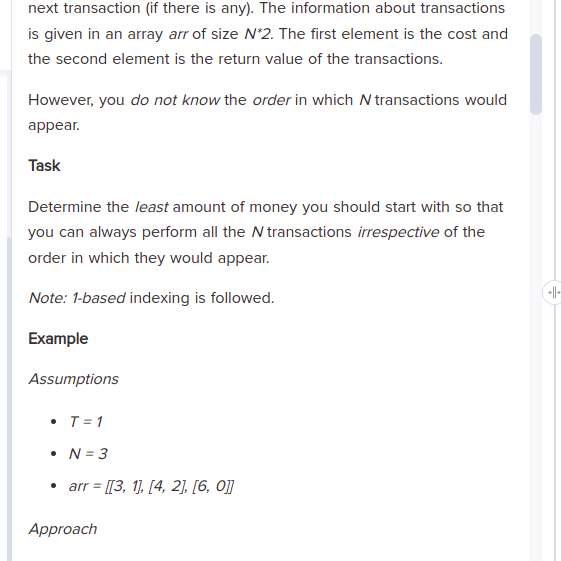 next transaction (if there is any). The information about transactions
is given in an array arr of size N*2. The first element is the cost and
the second element is the return value of the transactions.
However, you do not know the order in which N transactions would
appear.
Task
Determine the least amount of money you should start with so that
you can always perform all the N transactions irrespective of the
order in which they would appear.
Note: 1-based indexing is followed.
Example
Assumptions
• T = 1
• N = 3
• arr = [[3, 1], [4, 2], [6, 0]]
Approach